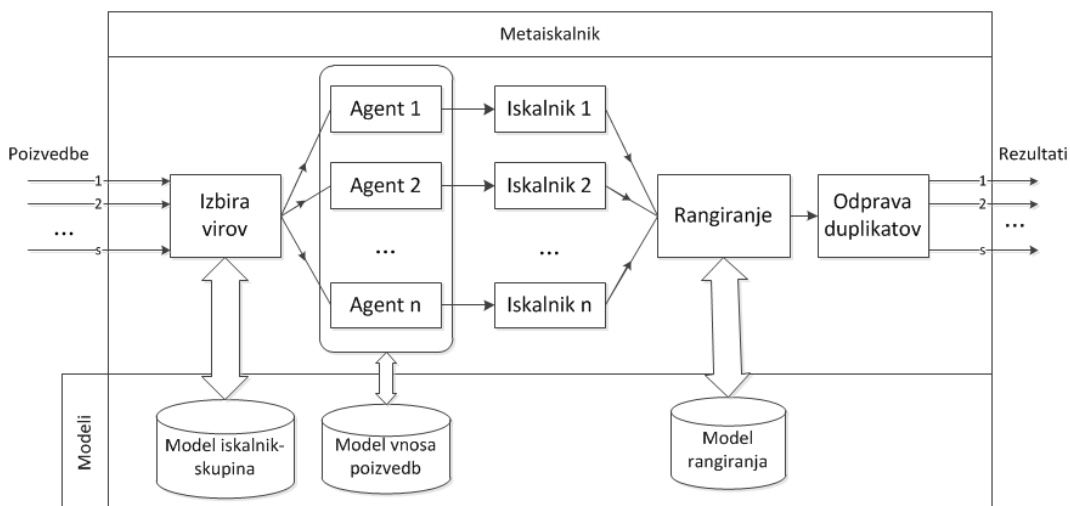 Metaiskalnik
Poizvedbe
1
2
...
s
Izbira
virov
Agent 1
Agent 2
...
Agent n
Iskalnik 1
Iskalnik 2
...
Iskalnik n
Rangiranje
Odprava
duplikatov
Rezultati
1
2
...
s
Modeli
Model iskalnik-
skupina
Model vnosa
poizvedb
Model
rangiranja